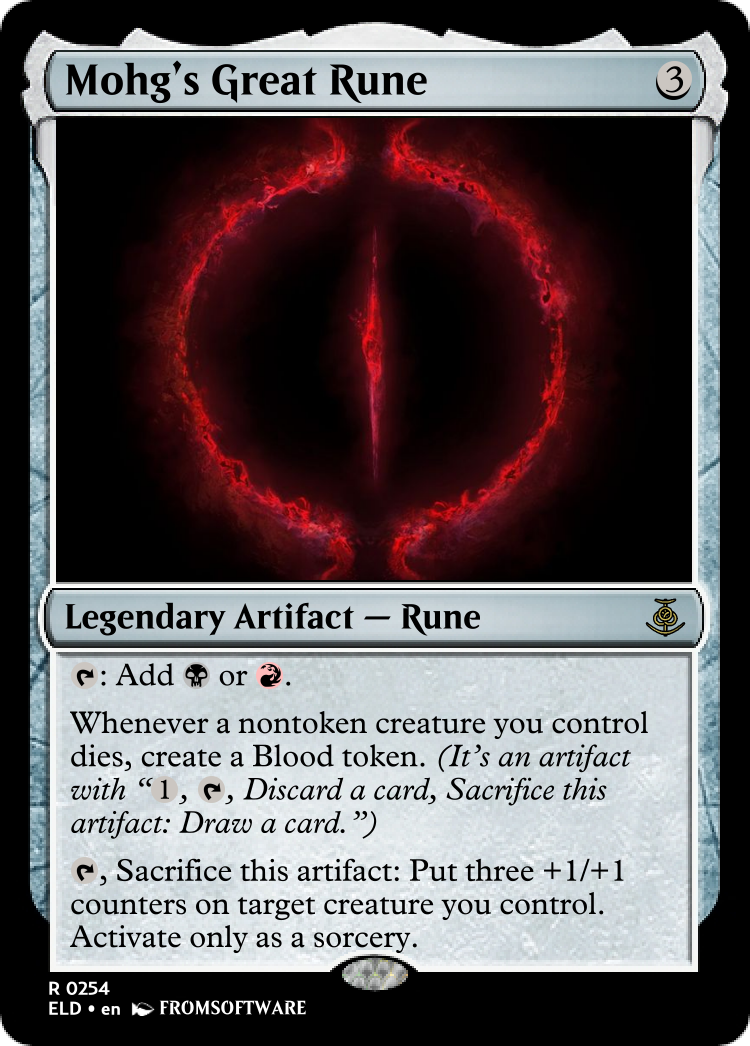 Mohg's Great Rune 3
Legendary Artifact — Rune
: Add or .
Whenever a nontoken creature you control
dies, create a Blood token. (It's an artifact
with “1, , Discard a card, Sacrifice this
artifact: Draw a card.”)
, Sacrifice this artifact: Put three +1/+1
counters on target creature you control.
Activate only as a sorcery.
R 0254
ELD • en FROMSOFTWARE